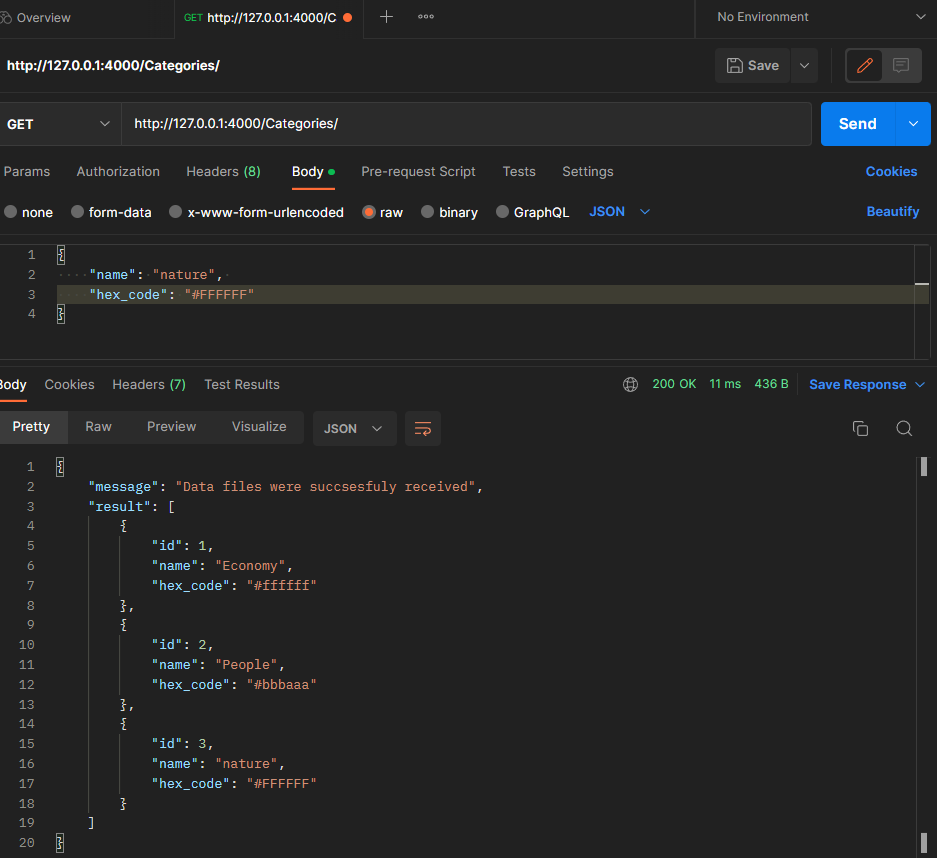 Overview
GET http://127.0.0.1:4000/C
No Environment
http://127.0.0.1:4000/Categories/
Save
GET
http://127.0.0.1:4000/Categories/
Send
Params Authorization Headers (8) Body Pre-request Script Tests Settings Cookies
none form-data x-www-form-urlencoded raw binary GraphQL JSON Beautify
1 {
2 "name": "nature",
3 "hex_code": "#FFFFFF"
4 }
Body Cookies Headers (7) Test Results 200 OK 11 ms 436 B Save Response
Pretty Raw Preview Visualize JSON
1 {
2 "message": "Data files were succsesfuly received",
3 "result": [
4 {
5 "id": 1,
6 "name": "Economy",
7 "hex_code": "#ffffff"
8 },
9 {
10 "id": 2,
11 "name": "People",
12 "hex_code": "#bbbaaa"
13 },
14 {
15 "id": 3,
16 "name": "nature",
17 "hex_code": "#FFFFFF"
18 }
19 ]
20 }